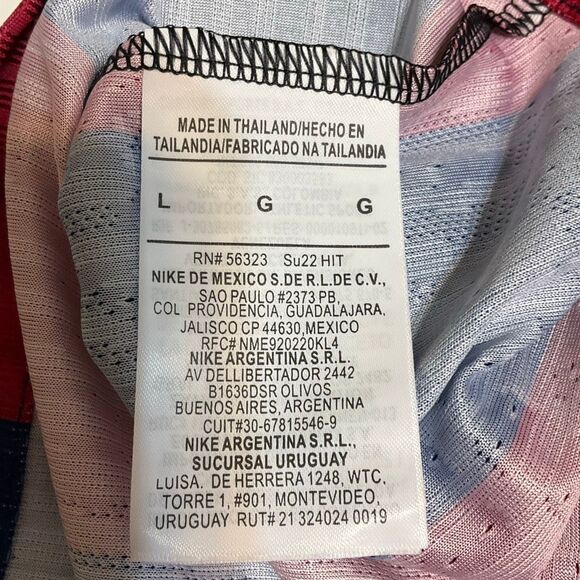 MADE IN THAILAND/HECHO EN
TAILANDIA/FABRICADO NA TAILANDIA
L G G
RN# 56323 Su22 HIT
NIKE DE MEXICO S.DE R.L.DE C.V.,
SAO PAULO #2373 PB,
COL PROVIDENCIA, GUADALAJARA,
JALISCO CP 44630,MEXICO
RFC# NME920220KL4
NIKE ARGENTINA S.R.L.
AV DELLIBERTADOR 2442
B1636DSR OLIVOS
BUENOS AIRES, ARGENTINA
CUIT#30-67815546-9
NIKE ARGENTINA S.R.L.,
SUCURSAL URUGUAY
LUISA. DE HERRERA 1248, WTC,
TORRE 1, #901, MONTEVIDEO,
URUGUAY RUT# 21 324024 0019